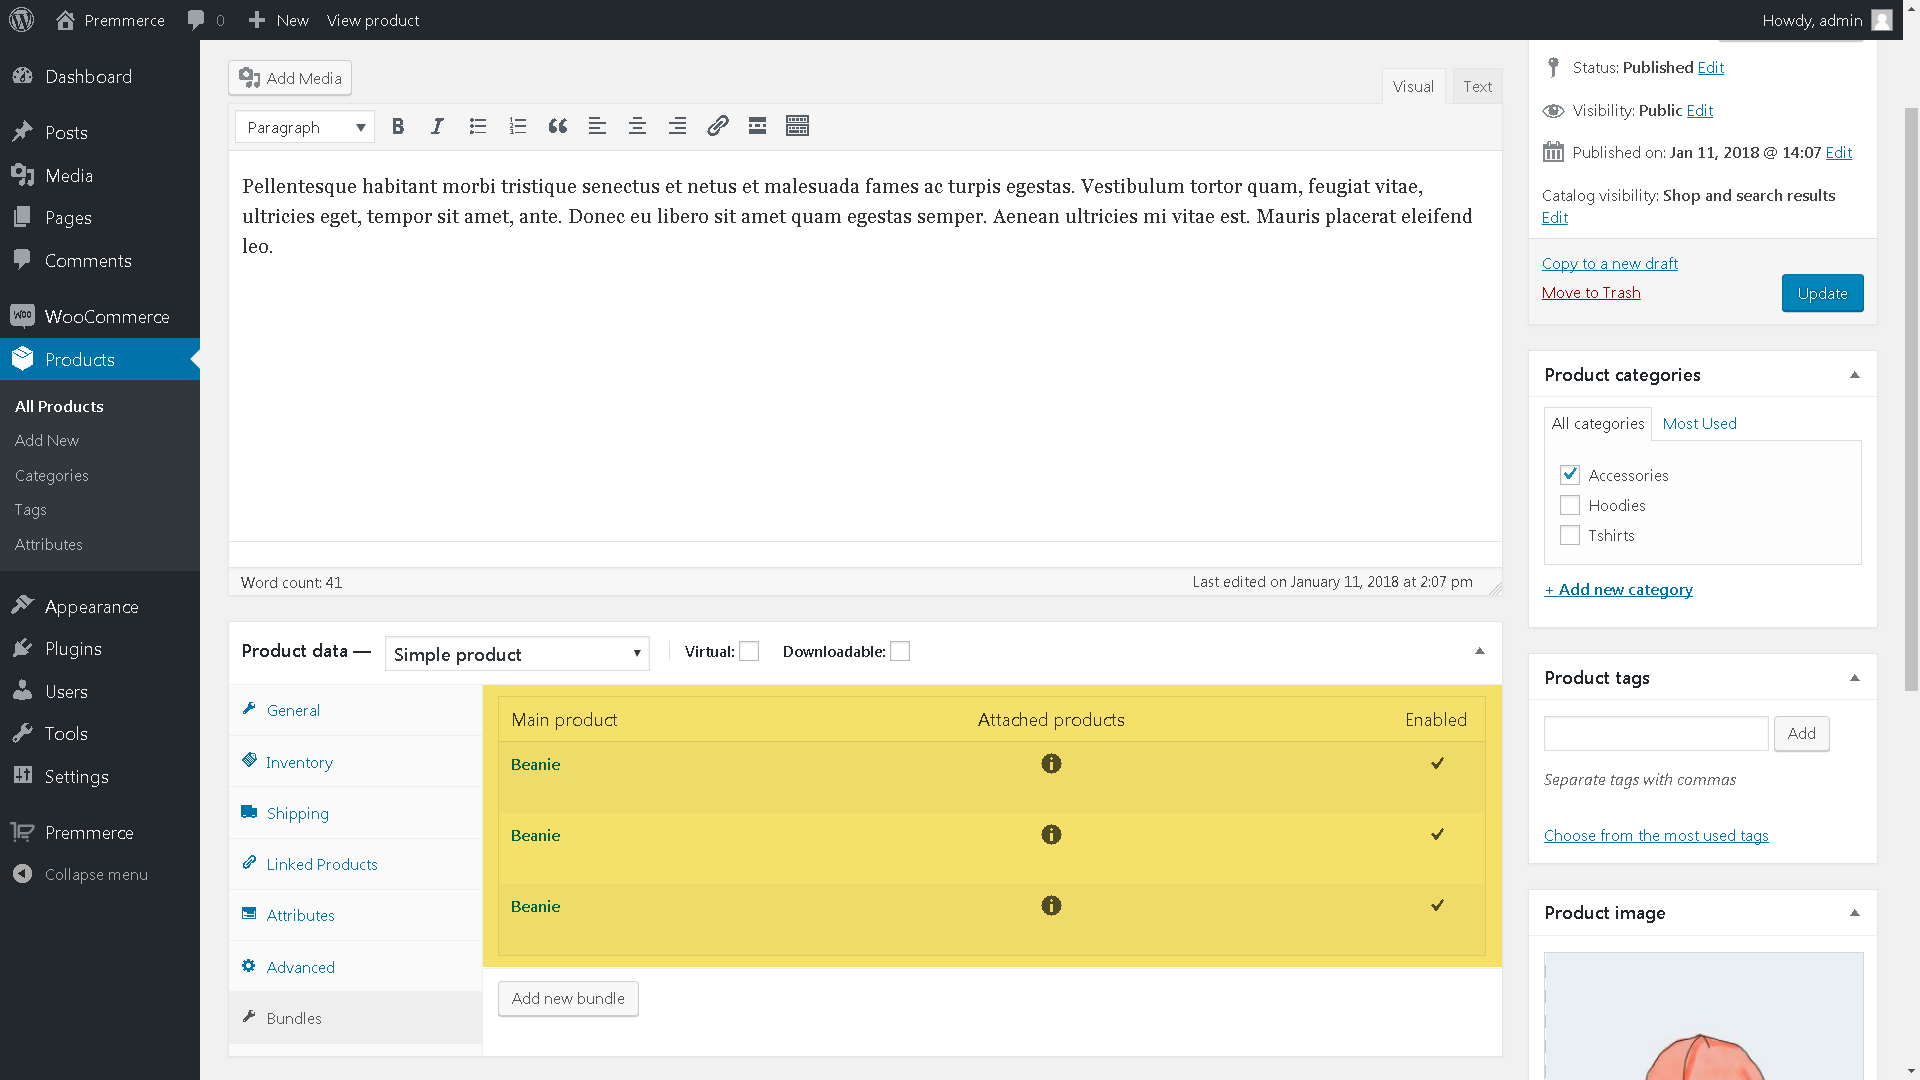 Premmerce
0
New
View product
Howdy, admin
Dashboard
Posts
Media
Pages
Comments
WooCommerce
Products
All Products
Add New
Categories
Tags
Attributes
Appearance
Plugins
Users
Tools
Settings
Premmerce
Collapse menu
Add Media
Visual
Text
Paragraph
Pellentesque habitant morbi tristique senectus et netus et malesuada fames ac turpis egestas. Vestibulum tortor quam, feugiat vitae,
ultricies eget, tempor sit amet, ante. Donec eu libero sit amet quam egestas semper. Aenean ultricies mi vitae est. Mauris placerat eleifend
leo.
Word count: 41
Last edited on January 11, 2018 at 2:07 pm
Product data —
Simple product
Virtual:
Downloadable:
General
Inventory
Shipping
Linked Products
Attributes
Advanced
Bundles
Main product
Attached products
Enabled
Beanie
Beanie
Beanie
Add new bundle
Status: Published Edit
Visibility: Public Edit
Published on: Jan 11, 2018 @ 14:07 Edit
Catalog visibility: Shop and search results
Edit
Copy to a new draft
Move to Trash
Update
Product categories
All categories
Most Used
Accessories
Hoodies
Tshirts
+ Add new category
Product tags
Add
Separate tags with commas
Choose from the most used tags
Product image